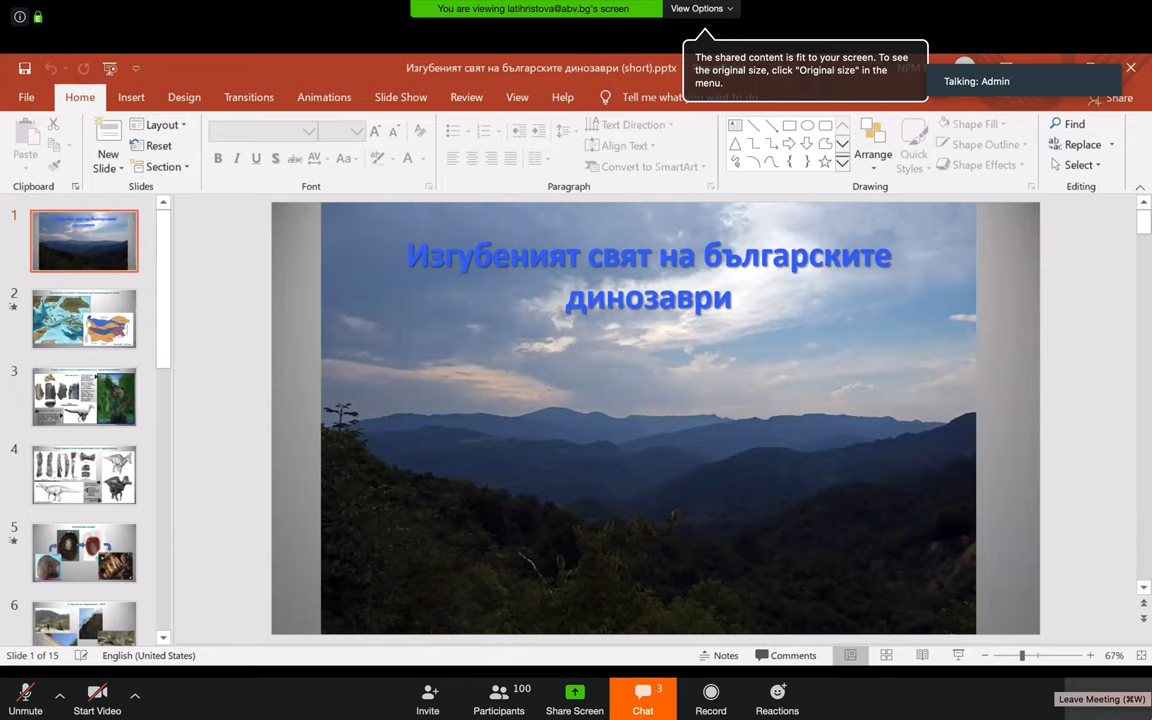 You are viewing latihristova@abv.bg's screen
View Options
The shared content is fit to your screen. To see
the original size, click "Original size" in the
menu.
Talking: Admin
Изгубеният свят на българските динозаври (short).pptx
File
Home
Insert
Design
Transitions
Animations
Slide Show
Review
View
Help
Tell me what you want to do
Share
Paste
New
Slide
Layout
Reset
Section
Text Direction
Align Text
Convert to SmartArt
Arrange
Quick
Styles
Shape Fill
Shape Outline
Shape Effects
Find
Replace
Select
Clipboard
Slides
Font
Paragraph
Drawing
Editing
1
2
3
4
5
6
Изгубеният свят на българските
динозаври
Slide 1 of 15
English (United States)
Notes
Comments
67%
Unmute
Start Video
Invite
Participants
100
Share Screen
Chat
3
Record
Reactions
Leave Meeting (⌘W)